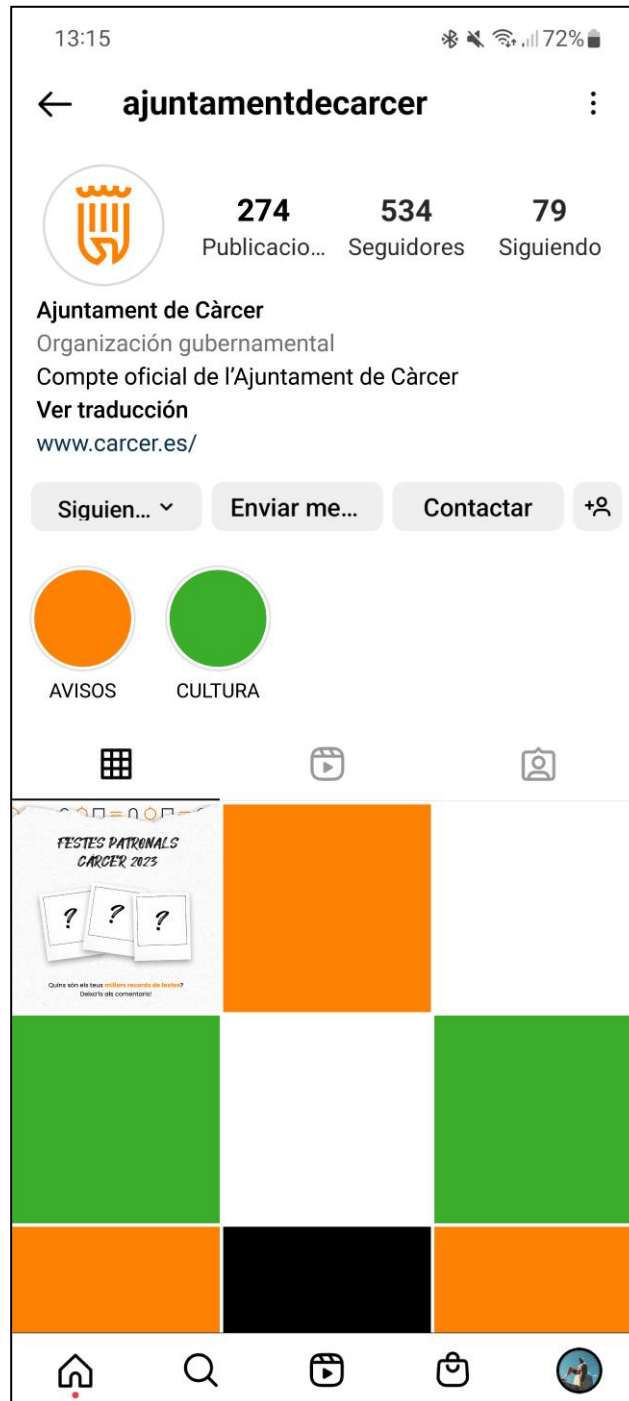 13:15 72%
ajuntamentdecarcer
274 534 79
Publicacio... Seguidores Siguiendo
Ajuntament de Càrcer
Organización gubernamental
Compte oficial de l'Ajuntament de Càrcer
Ver traducción
www.carcer.es/
Siguien... Enviar me... Contactar
AVISOS CULTURA
FESTES PATRONALS
CÀRCER 2023
? ? ?
Quins són els teus millors records de festes?
Deixa'ls als comentaris!